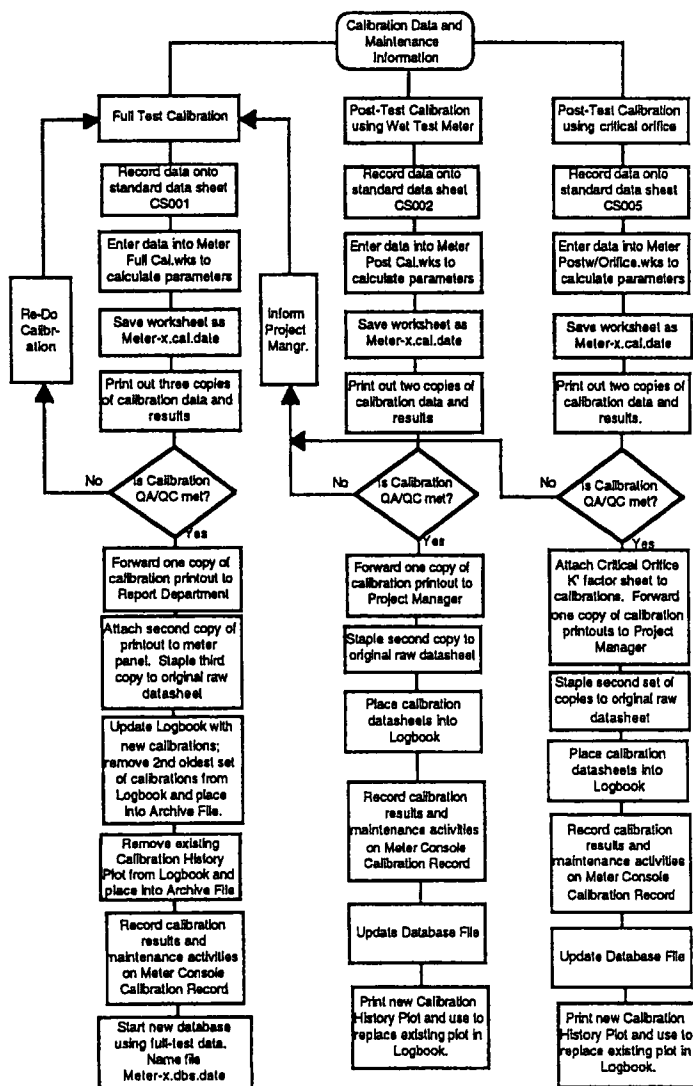 Calibration Data and
Maintenance
Information
Full Test Calibration
Record data onto
standard data sheet
CS001
Enter data into Meter
Full Cal.wks to
calculate parameters
Save worksheet as
Meter-x.cal.date
Print out three copies
of calibration data and
results
Re-Do
Calibr-
ation
No
Is Calibration
QA/QC met?
Yes
Forward one copy of
calibration printout to
Report Department
Attach second copy of
printout to meter
panel. Staple third
copy to original raw
datasheet
Update Logbook with
new calibrations;
remove 2nd oldest set
of calibrations from
Logbook and place
into Archive File.
Remove existing
Calibration History
Plot from Logbook and
place into Archive File
Record calibration
results and
maintenance activities
on Meter Console
Calibration Record
Start new database
using full-test data.
Name file
Meter-x.dbs.date
Post-Test Calibration
using Wet Test Meter
Record data onto
standard data sheet
CS002
Enter data into Meter
Post Cal.wks to
calculate parameters
Save worksheet as
Meter-x.cal.date
Print out two copies of
calibration data and
results
Inform
Project
Mangr.
No
Is Calibration
QA/QC met?
Yes
Forward one copy of
calibration printout to
Project Manager
Staple second copy to
original raw datasheet
Place calibration
datasheets into
Logbook
Record calibration
results and
maintenance activities
on Meter Console
Calibration Record
Update Database File
Print new Calibration
History Plot and use to
replace existing plot in
Logbook.
Post-Test Calibration
using critical orifice
Record data onto
standard data sheet
CS005
Enter data into Meter
Postw/Orifice.wks to
calculate parameters
Save worksheet as
Meter-x.cal.date
Print out two copies of
calibration data and
results.
No
Is Calibration
QA/QC met?
Yes
Attach Critical Orifice
K' factor sheet to
calibrations. Forward
one copy of calibration
printouts to Project
Manager
Staple second set of
copies to original raw
datasheet
Place calibration
datasheets into
Logbook
Record calibration
results and
maintenance activities
on Meter Console
Calibration Record
Update Database File
Print new Calibration
History Plot and use to
replace existing plot in
Logbook.